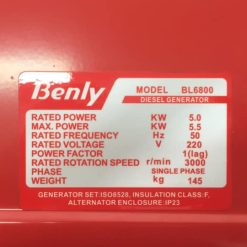 Benly
MODEL BL6800
DIESEL GENERATOR
RATED POWER KW 5.0
MAX. POWER KW 5.5
RATED FREQUENCY Hz 50
RATED VOLTAGE V 220
POWER FACTOR 1(lag)
RATED ROTATION SPEED r/min 3000
PHASE SINGLE PHASE
WEIGHT kg 145
GENERATOR SET:ISO8528, INSULATION CLASS:F,
ALTERNATOR ENCLOSURE:IP23